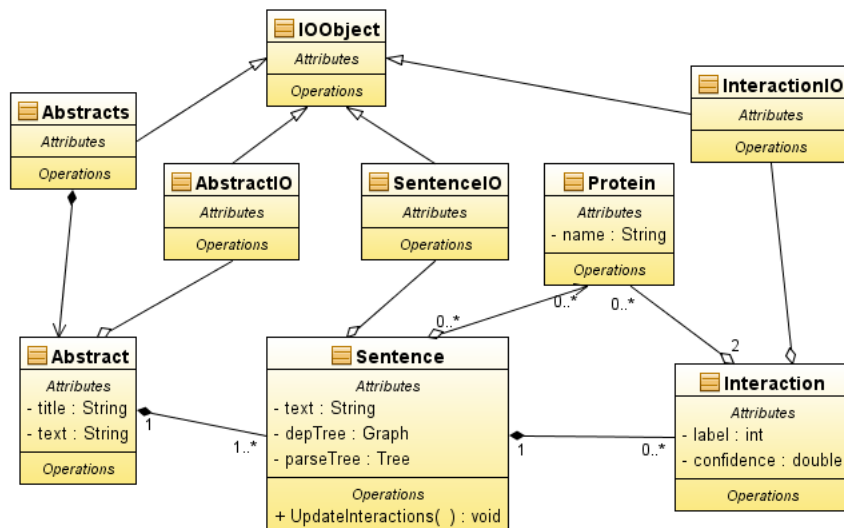 IOObject
Attributes
Operations
Abstracts
Attributes
Operations
InteractionIO
Attributes
Operations
AbstractIO
Attributes
Operations
SentenceIO
Attributes
Operations
Protein
Attributes
- name : String
Operations
0..*
0..*
0..*
2
Abstract
Attributes
- title : String
- text : String
Operations
1
1..*
Sentence
Attributes
- text : String
- depTree : Graph
- parseTree : Tree
Operations
+ UpdateInteractions( ) : void
1
0..*
Interaction
Attributes
- label : int
- confidence : double
Operations